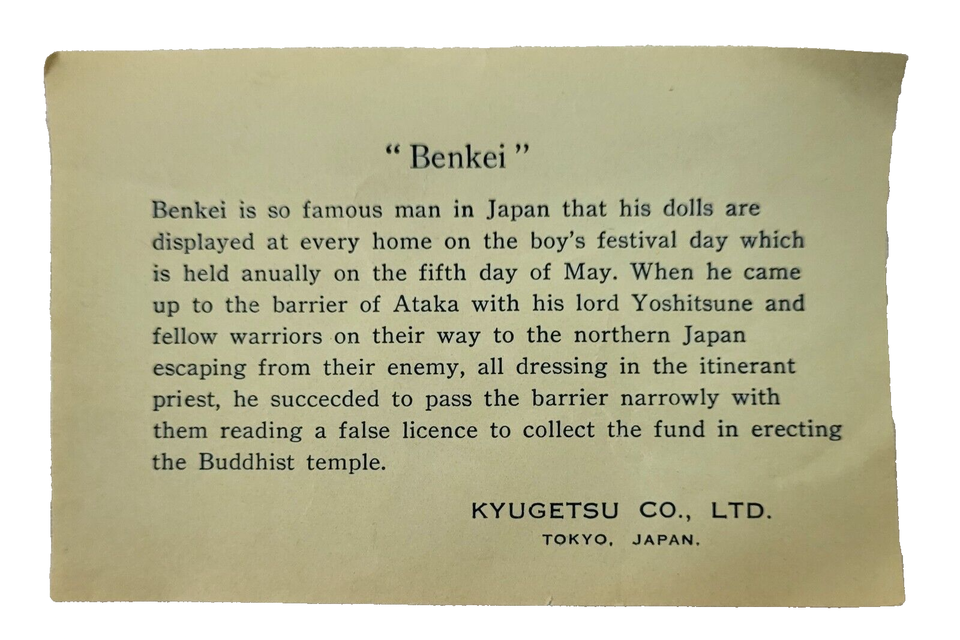 “ Benkei ”
Benkei is so famous man in Japan that his dolls are
displayed at every home on the boy’s festival day which
is held anually on the fifth day of May. When he came
up to the barrier of Ataka with his lord Yoshitsune and
fellow warriors on their way to the northern Japan
escaping from their enemy, all dressing in the itinerant
priest, he succecded to pass the barrier narrowly with
them reading a false licence to collect the fund in erecting
the Buddhist temple.
KYUGETSU CO., LTD.
TOKYO, JAPAN.